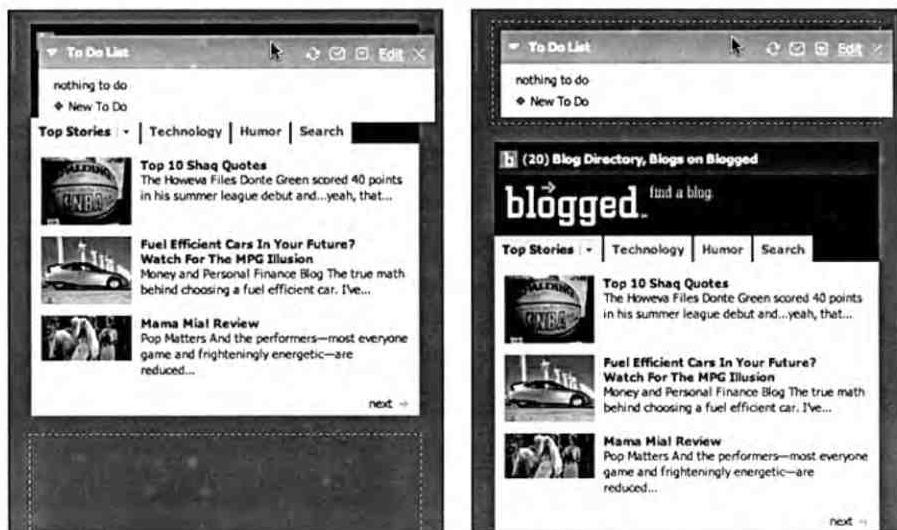 To Do List Edit
nothing to do
New To Do
Top Stories Technology Humor Search
Top 10 Shaq Quotes
The Howeva Files Donte Green scored 40 points
in his summer league debut and...yeah, that...
Fuel Efficient Cars In Your Future?
Watch For The MPG Illusion
Money and Personal Finance Blog The true math
behind choosing a fuel efficient car. I've...
Mama Mia! Review
Pop Matters And the performers—most everyone
game and frighteningly energetic—are
reduced...
next →
To Do List Edit
nothing to do
New To Do
b (20) Blog Directory, Blogs on Blogged
blogged find a blog
Top Stories Technology Humor Search
SPALDING
NBA
Top 10 Shaq Quotes
The Howeva Files Donte Green scored 40 points
in his summer league debut and...yeah, that...
Fuel Efficient Cars In Your Future?
Watch For The MPG Illusion
Money and Personal Finance Blog The true math
behind choosing a fuel efficient car. I've...
Mama Mia! Review
Pop Matters And the performers—most everyone
game and frighteningly energetic—are
reduced...
next →